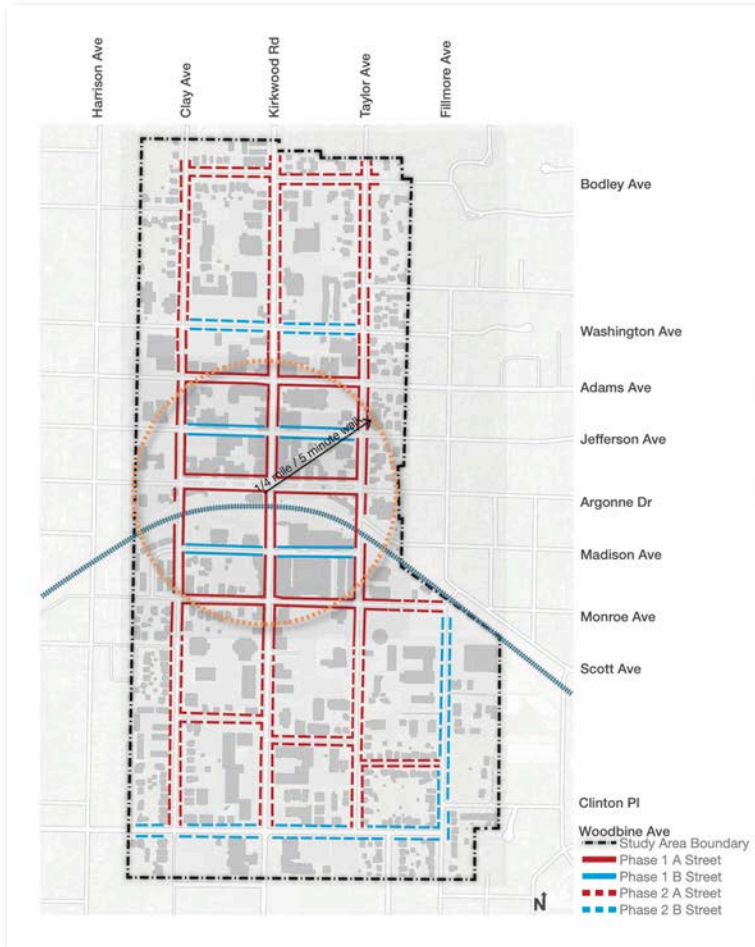 Harrison Ave
Clay Ave
Kirkwood Rd
Taylor Ave
Fillmore Ave
Bodley Ave
Washington Ave
Adams Ave
Jefferson Ave
1/4 mile / 5 minute walk
Argonne Dr
Madison Ave
Monroe Ave
Scott Ave
Clinton Pl
Woodbine Ave
Study Area Boundary
Phase 1 A Street
Phase 1 B Street
Phase 2 A Street
Phase 2 B Street
N